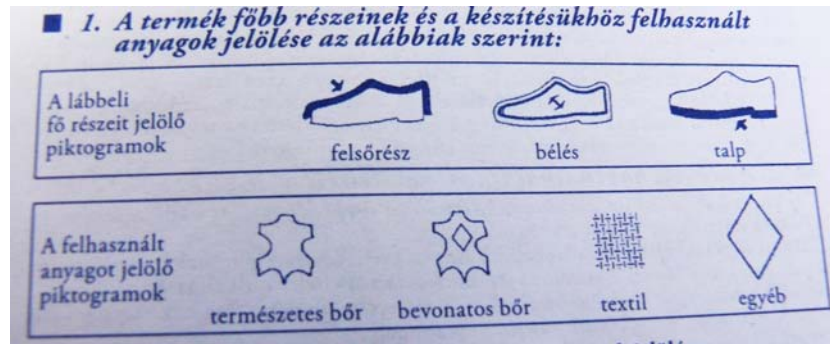 ■ 1. A termék főbb részeinek és a készítésükhöz felhasznált
anyagok jelölése az alábbiak szerint:
A lábbeli
fő részeit jelölő
piktogramok
felsőrész bélés talp
A felhasznált
anyagot jelölő
piktogramok
természetes bőr bevonatos bőr textil egyéb